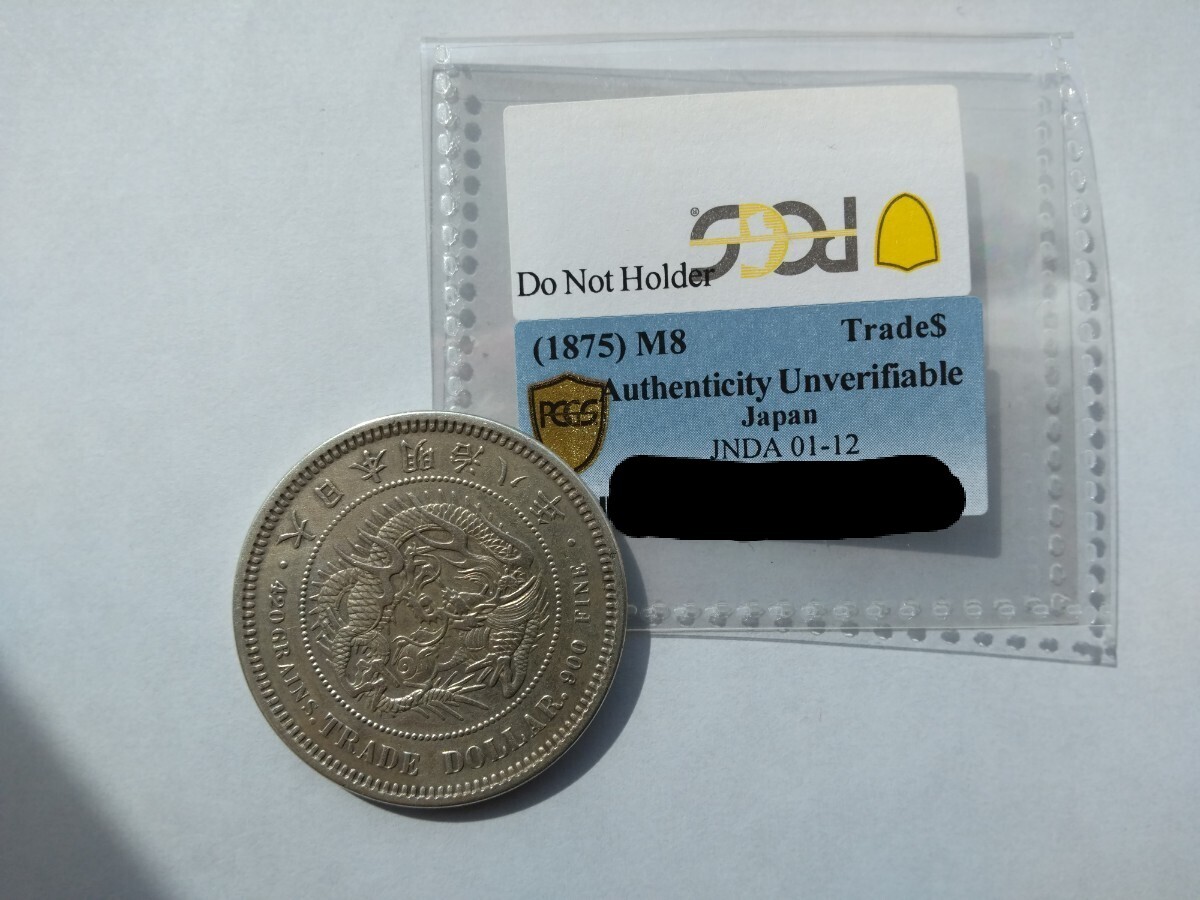 PCGS®
Do Not Holder
(1875) M8 Trade$
PCGS
Authenticity Unverifiable
Japan
JNDA 01-12
大日本明治八年
· 420 GRAINS. TRADE DOLLAR. 900 FINE ·